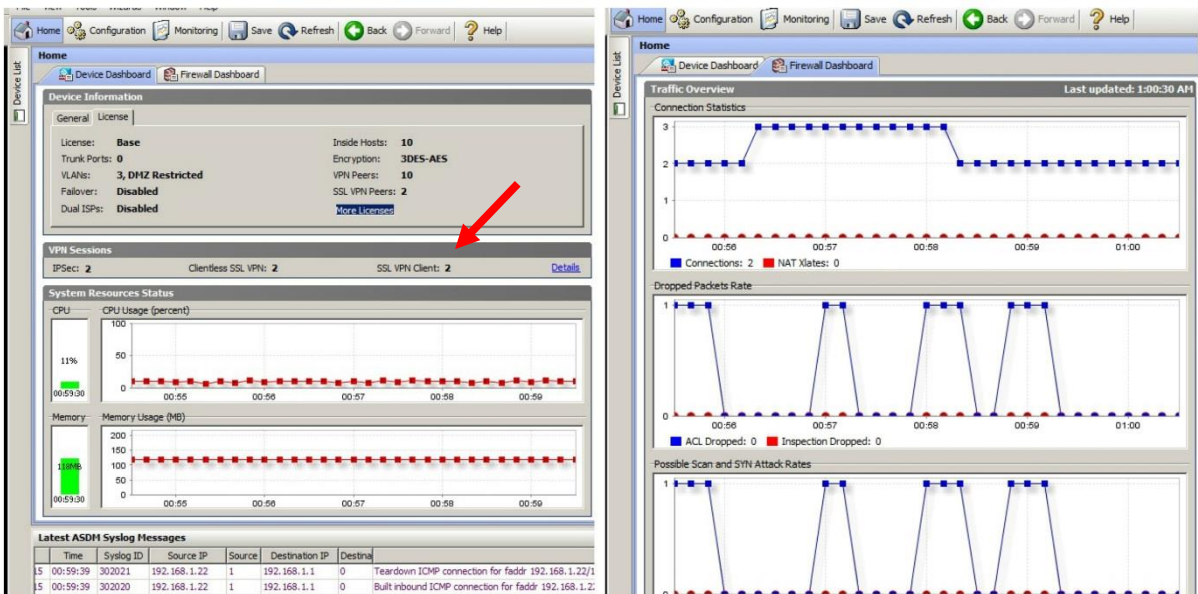 Home Configuration Monitoring Save Refresh Back Forward Help
Device List
Home
Device Dashboard Firewall Dashboard
Device Information
General License
License: Base Inside Hosts: 10
Trunk Ports: 0 Encryption: 3DES-AES
VLANs: 3, DMZ Restricted VPN Peers: 10
Failover: Disabled SSL VPN Peers: 2
Dual ISPs: Disabled More Licenses
VPN Sessions
IPSec: 2 Clientless SSL VPN: 2 SSL VPN Client: 2 Details
System Resources Status
CPU CPU Usage (percent)
100
11% 50
00:59:30 0
00:55 00:56 00:57 00:58 00:59
Memory Memory Usage (MB)
200
150
118MB 100
50
00:59:30 0
00:55 00:56 00:57 00:58 00:59
Latest ASDM Syslog Messages
Time Syslog ID Source IP Source Destination IP Destina
15 00:59:39 302021 192.168.1.22 1 192.168.1.1 0 Teardown ICMP connection for faddr 192.168.1.22/1
15 00:59:39 302020 192.168.1.22 1 192.168.1.1 0 Built inbound ICMP connection for faddr 192.168.1.2
Home Configuration Monitoring Save Refresh Back Forward Help
Device List
Home
Device Dashboard Firewall Dashboard
Traffic Overview Last updated: 1:00:30 AM
Connection Statistics
3
2
1
0
00:56 00:57 00:58 00:59 01:00
Connections: 2 NAT Xlates: 0
Dropped Packets Rate
1
0
00:56 00:57 00:58 00:59 01:00
ACL Dropped: 0 Inspection Dropped: 0
Possible Scan and SYN Attack Rates
1